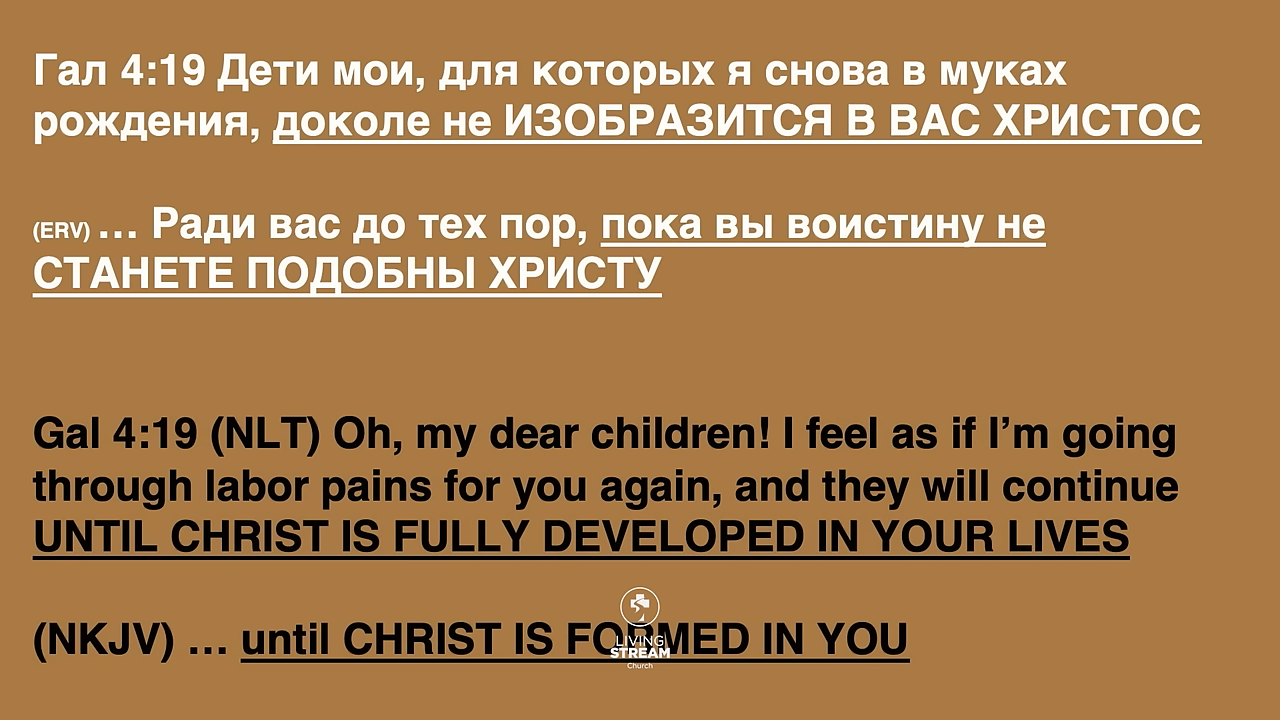 Гал 4:19 Дети мои, для которых я снова в муках
рождения, доколе не ИЗОБРАЗИТСЯ В ВАС ХРИСТОС
(ERV) … Ради вас до тех пор, пока вы воистину не
СТАНЕТЕ ПОДОБНЫ ХРИСТУ
Gal 4:19 (NLT) Oh, my dear children! I feel as if I’m going
through labor pains for you again, and they will continue
UNTIL CHRIST IS FULLY DEVELOPED IN YOUR LIVES
(NKJV) … until CHRIST IS FORMED IN YOU
LIVING
STREAM
Church